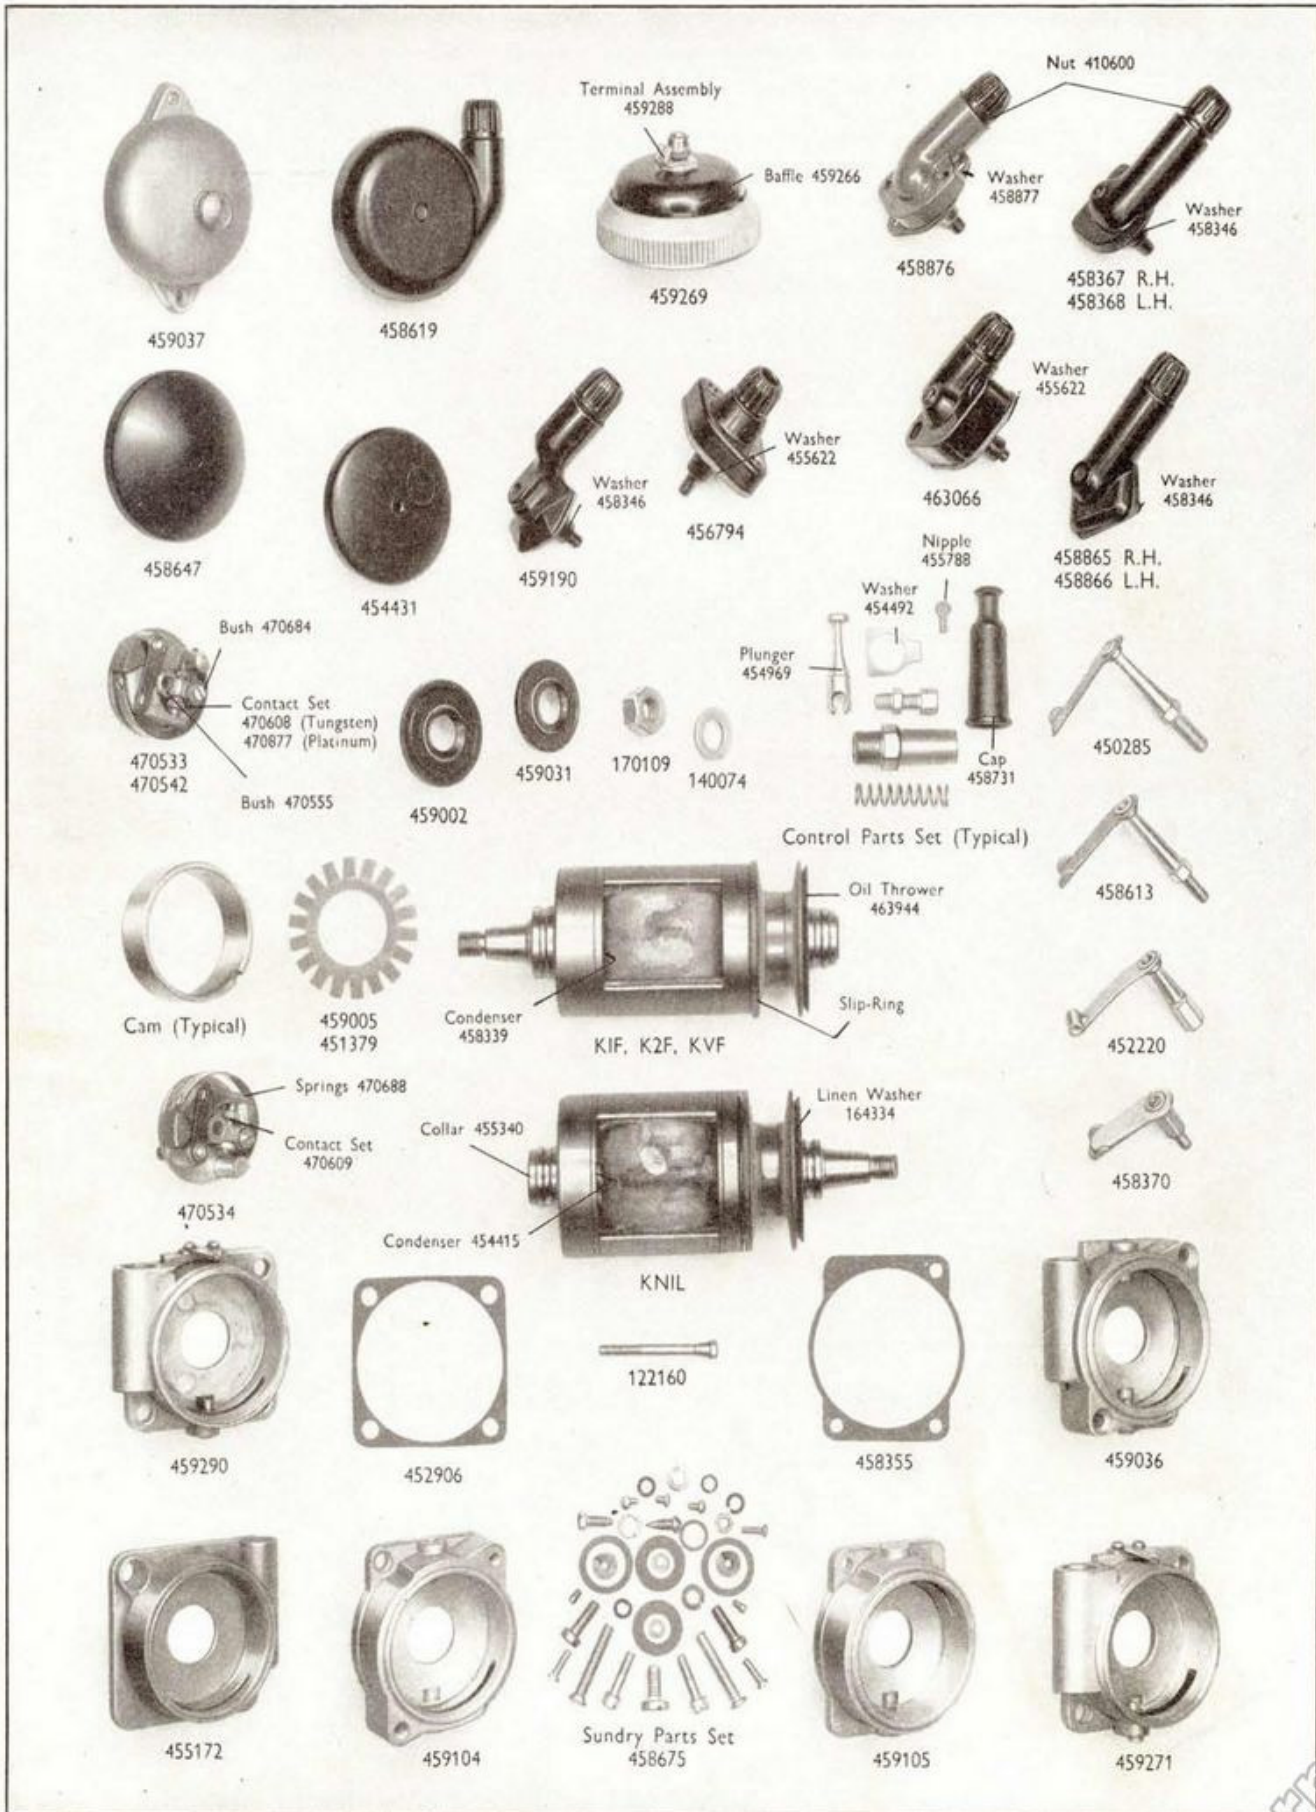 Nut 410600
Terminal Assembly
459288
Baffle 459266
Washer
458877
Washer
458346
459037
458619
459269
458876
458367 R.H.
458368 L.H.
Washer
455622
Washer
458346
Washer
455622
Washer
458346
458647
454431
459190
456794
463066
458865 R.H.
458866 L.H.
Nipple
455788
Washer
454492
Plunger
454969
Cap
458731
Bush 470684
Contact Set
470608 (Tungsten)
470877 (Platinum)
470533
470542
Bush 470555
459002
459031
170109
140074
Control Parts Set (Typical)
450285
458613
Oil Thrower
463944
Cam (Typical)
459005
451379
Condenser
458339
Slip-Ring
KIF, K2F, KVF
452220
Springs 470688
Contact Set
470609
470534
Collar 455340
Linen Washer
164334
Condenser 454415
KNIL
458370
459290
452906
122160
458355
459036
455172
459104
Sundry Parts Set
458675
459105
459271